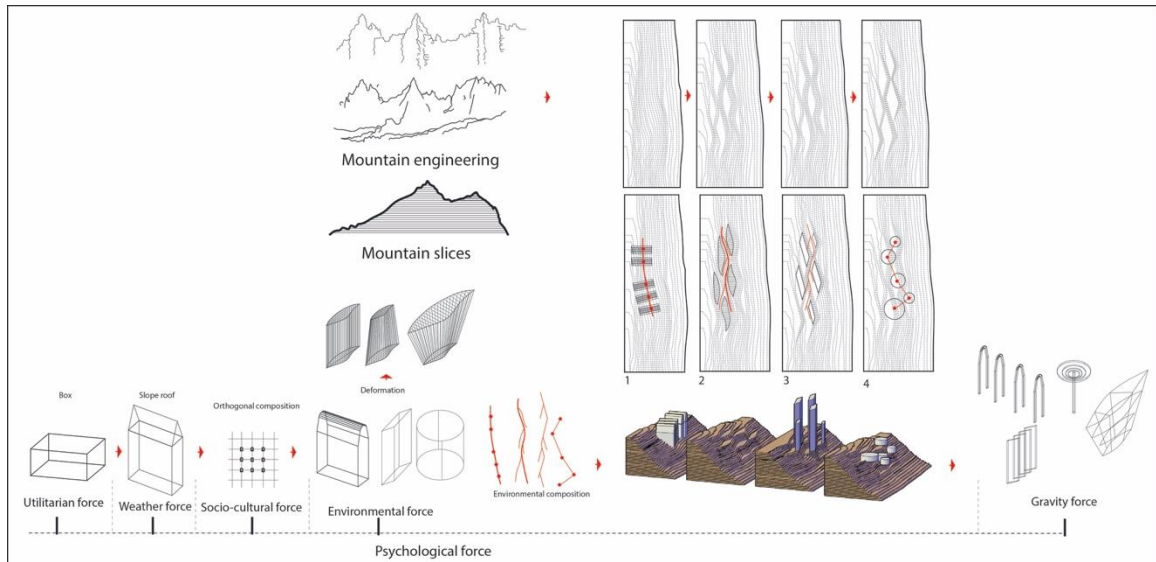 Mountain engineering
Mountain slices
1
2
3
4
Deformation
Box
Slope roof
Orthogonal composition
Environmental composition
Utilitarian force
Weather force
Socio-cultural force
Environmental force
Gravity force
Psychological force